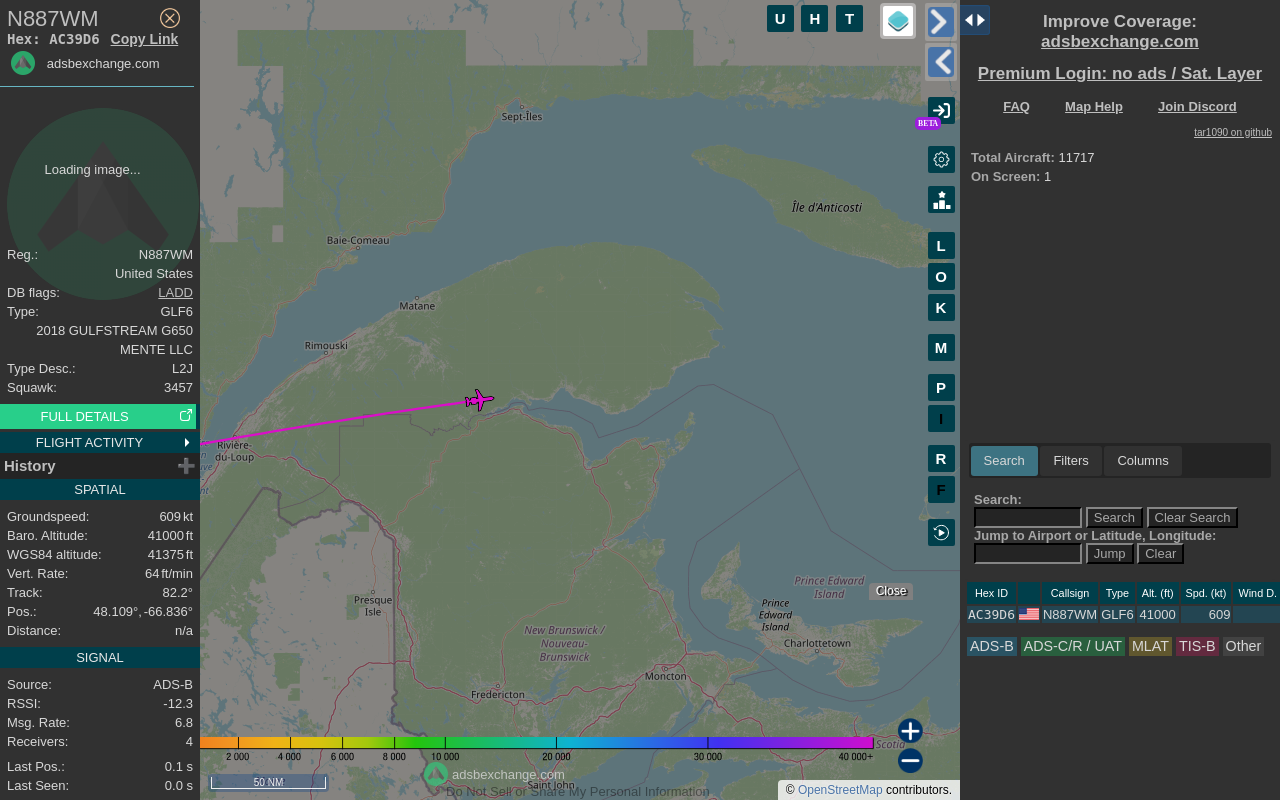 N887WM
Hex: AC39D6 Copy Link
adsbexchange.com
Loading image...
Reg.: N887WM
United States
DB flags: LADD
Type: GLF6
2018 GULFSTREAM G650
MENTE LLC
Type Desc.: L2J
Squawk: 3457
FULL DETAILS
FLIGHT ACTIVITY
History
SPATIAL
Groundspeed: 609 kt
Baro. Altitude: 41000 ft
WGS84 altitude: 41375 ft
Vert. Rate: 64 ft/min
Track: 82.2°
Pos.: 48.109°, -66.836°
Distance: n/a
SIGNAL
Source: ADS-B
RSSI: -12.3
Msg. Rate: 6.8
Receivers: 4
Last Pos.: 0.1 s
Last Seen: 0.0 s
U H T
BETA
L
O
K
M
P
I
R
F
Sept-Îles
Île d'Anticosti
Baie-Comeau
Matane
Rimouski
Rivière-
du-Loup
Presque
Isle
New Brunswick /
Nouveau-
Brunswick
Prince Edward
Island
Prince
Edward
Island
Close
Charlottetown
Moncton
Fredericton
Scotia
Saint John
2 000 4 000 6 000 8 000 10 000 20 000 30 000 40 000+
50 NM
adsbexchange.com
Do Not Sell or Share My Personal Information
© OpenStreetMap contributors.
Improve Coverage:
adsbexchange.com
Premium Login: no ads / Sat. Layer
FAQ Map Help Join Discord
tar1090 on github
Total Aircraft: 11717
On Screen: 1
Search Filters Columns
Search:
Search Clear Search
Jump to Airport or Latitude, Longitude:
Jump Clear
Hex ID Callsign Type Alt. (ft) Spd. (kt) Wind D.
AC39D6 N887WM GLF6 41000 609
ADS-B ADS-C/R / UAT MLAT TIS-B Other